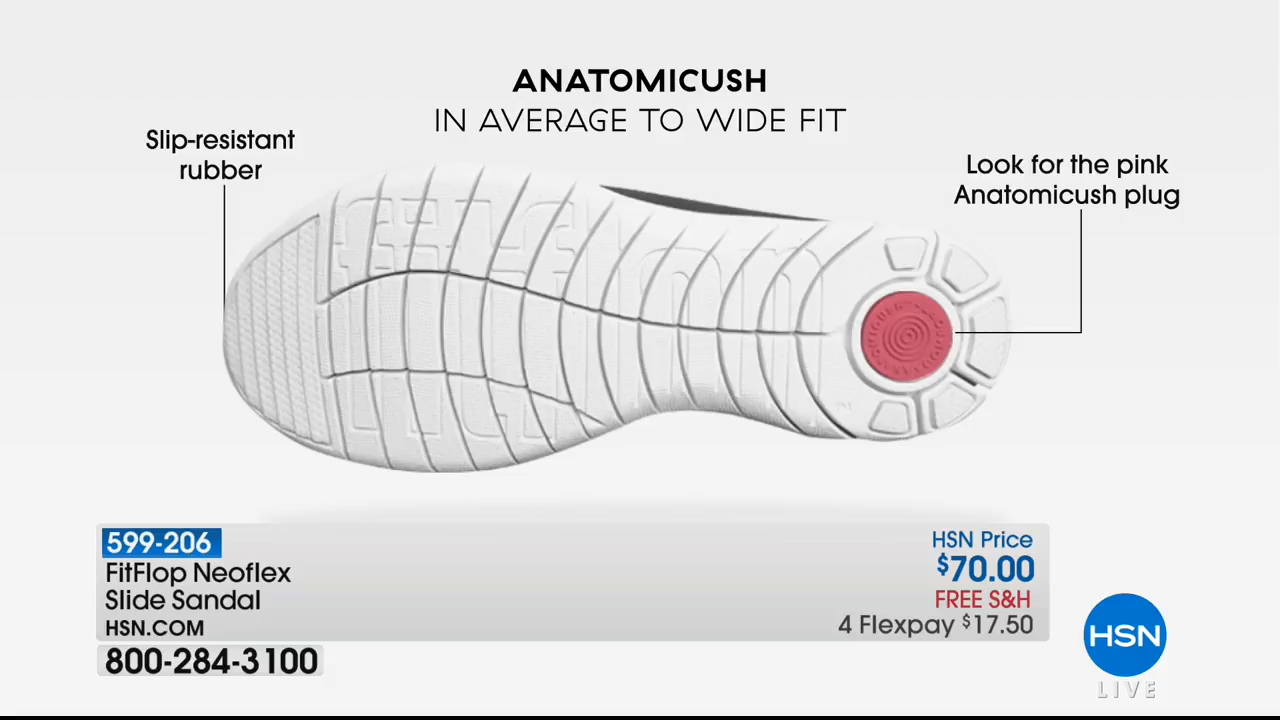 ANATOMICUSH
IN AVERAGE TO WIDE FIT
Slip-resistant
rubber
Look for the pink
Anatomicush plug
599-206
FitFlop Neoflex
Slide Sandal
HSN.COM
800-284-3100
HSN Price
$70.00
FREE S&H
4 Flexpay $17.50
HSN
LIVE